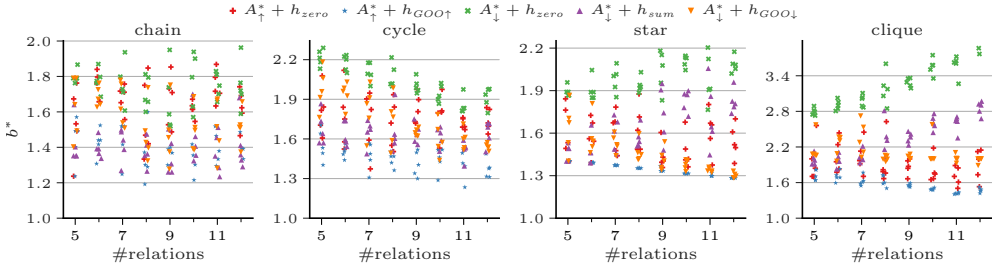 A*↑ + h_zero A*↑ + h_GOO↑ A*↓ + h_zero A*↓ + h_sum A*↓ + h_GOO↓
chain cycle star clique
b*
2.0
1.8
1.6
1.4
1.2
1.0
5 7 9 11
#relations
2.2
1.9
1.6
1.3
1.0
5 7 9 11
#relations
2.2
1.9
1.6
1.3
1.0
5 7 9 11
#relations
3.4
2.8
2.2
1.6
1.0
5 7 9 11
#relations